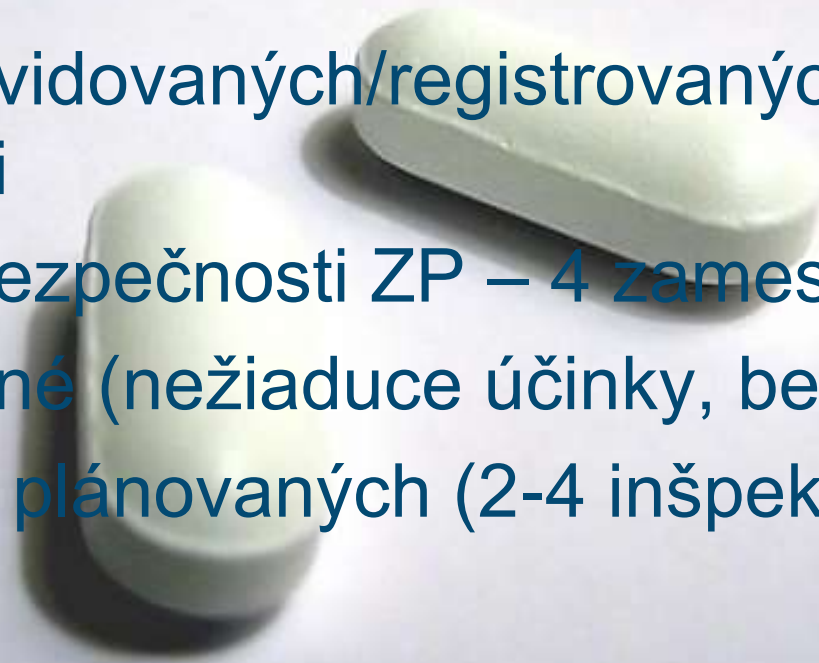 vidovaných/registrovanýc
i
ezpečnosti ZP – 4 zames
né (nežiaduce účinky, be
plánovaných (2-4 inšpek